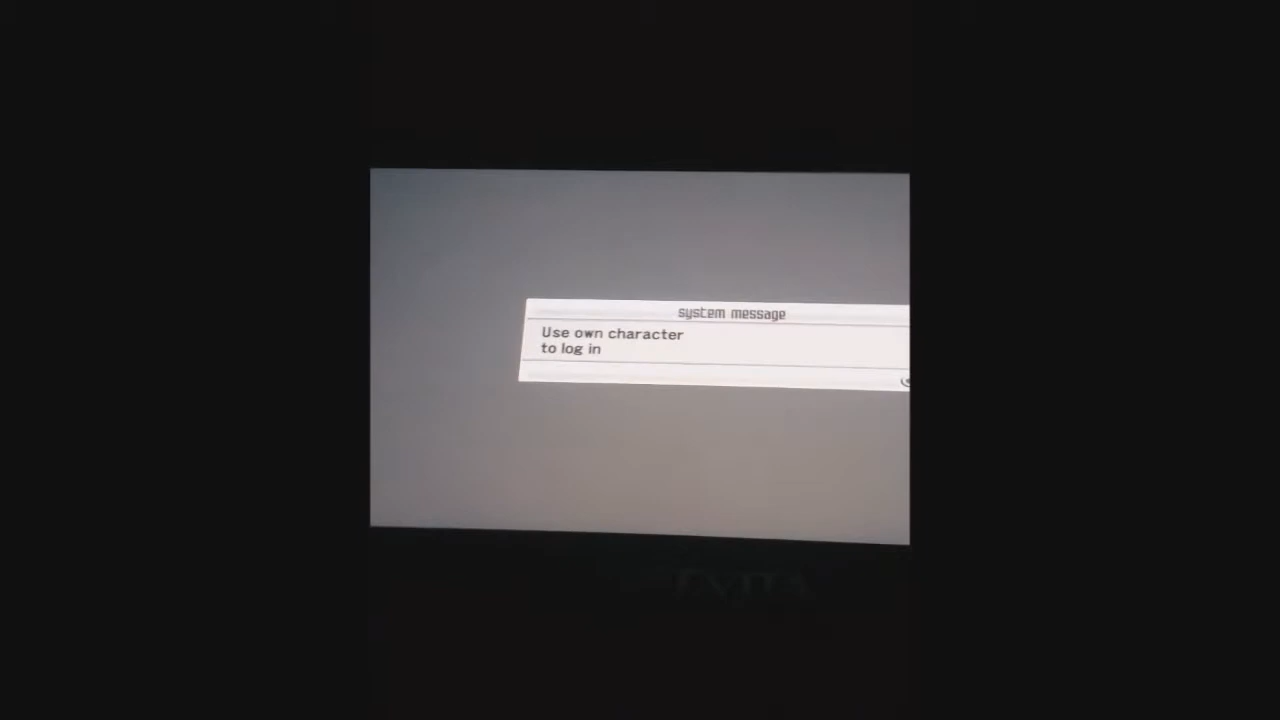 system message
Use own character
to log in